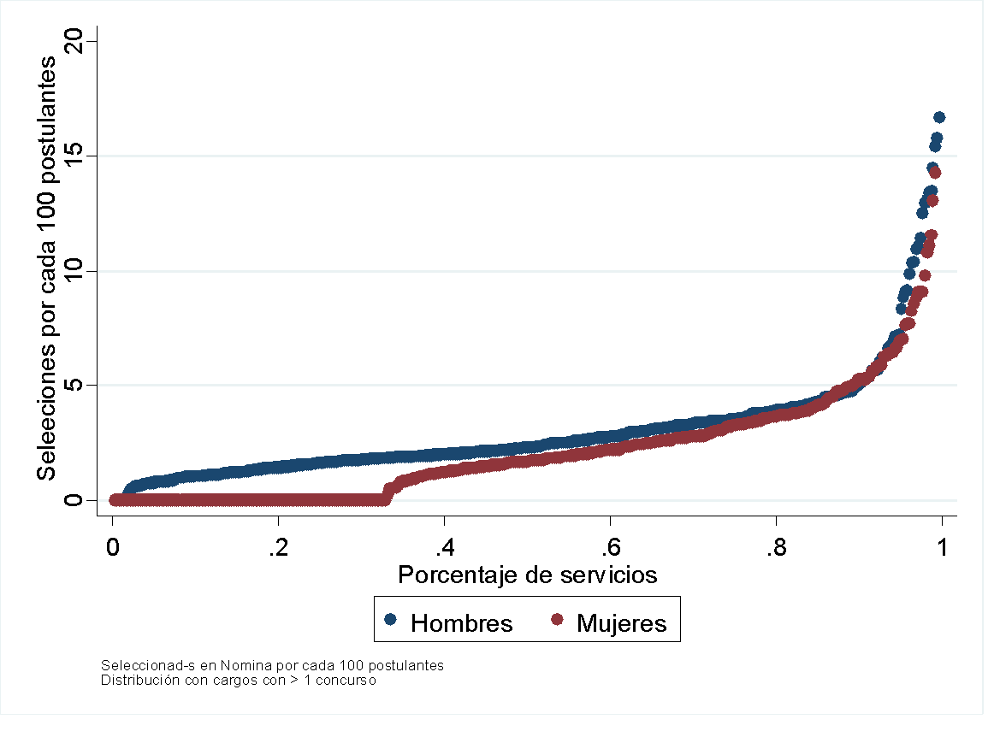 Seleeciones por cada 100 postulantes
20
15
10
5
0
0 .2 .4 .6 .8 1
Porcentaje de servicios
Hombres Mujeres
Seleccionad-s en Nomina por cada 100 postulantes
Distribución con cargos con > 1 concurso